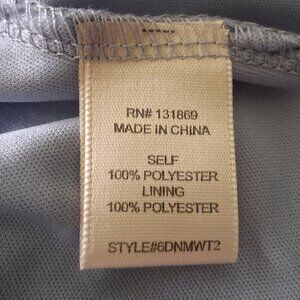 RN# 131869
MADE IN CHINA
SELF
100% POLYESTER
LINING
100% POLYESTER
STYLE#6DNMWT2